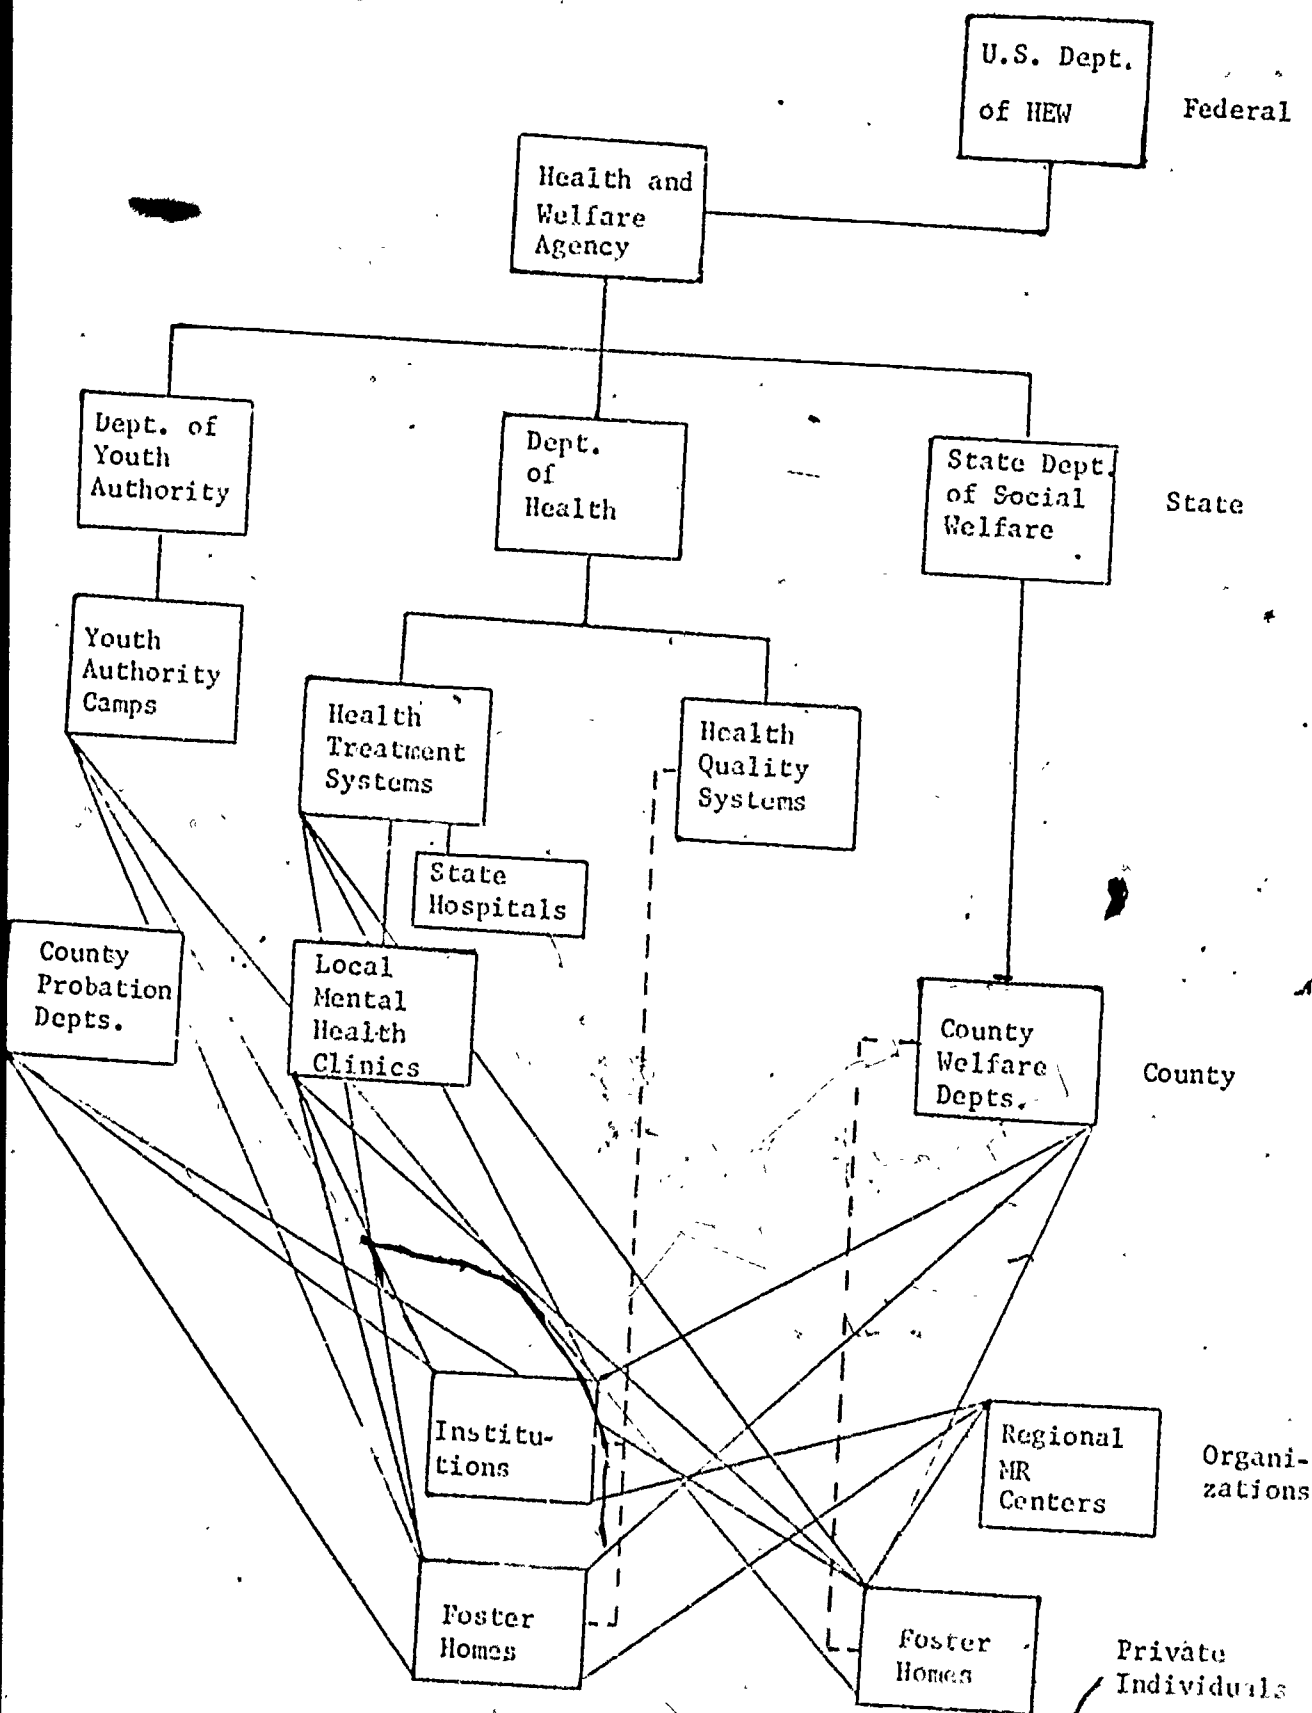 U.S. Dept.
of HEW
Federal
Health and
Welfare
Agency
Dept. of
Youth
Authority
Dept.
of
Health
State Dept.
of Social
Welfare
State
Youth
Authority
Camps
Health
Treatment
Systems
Health
Quality
Systems
State
Hospitals
County
Probation
Depts.
Local
Mental
Health
Clinics
County
Welfare
Depts.
County
Institu-
tions
Regional
MR
Centers
Organi-
zations
Foster
Homes
Foster
Homes
Private
Individuals